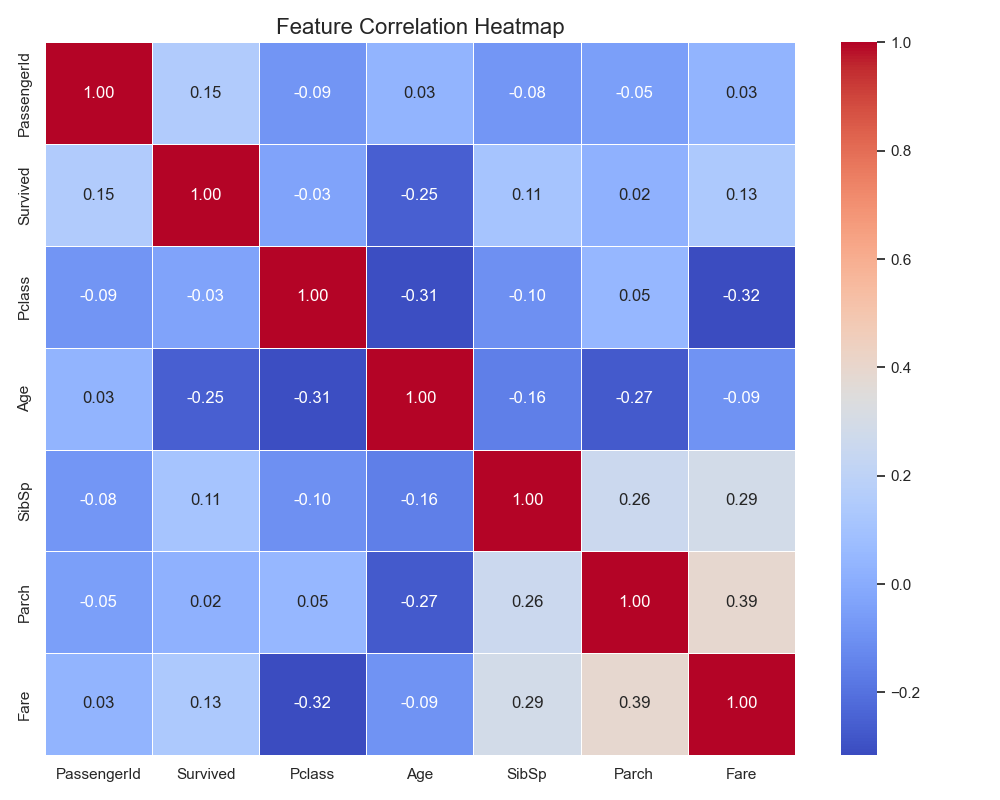 Feature Correlation Heatmap
PassengerId 1.00 0.15 -0.09 0.03 -0.08 -0.05 0.03
Survived 0.15 1.00 -0.03 -0.25 0.11 0.02 0.13
Pclass -0.09 -0.03 1.00 -0.31 -0.10 0.05 -0.32
Age 0.03 -0.25 -0.31 1.00 -0.16 -0.27 -0.09
SibSp -0.08 0.11 -0.10 -0.16 1.00 0.26 0.29
Parch -0.05 0.02 0.05 -0.27 0.26 1.00 0.39
Fare 0.03 0.13 -0.32 -0.09 0.29 0.39 1.00
PassengerId Survived Pclass Age SibSp Parch Fare
1.0
0.8
0.6
0.4
0.2
0.0
−0.2